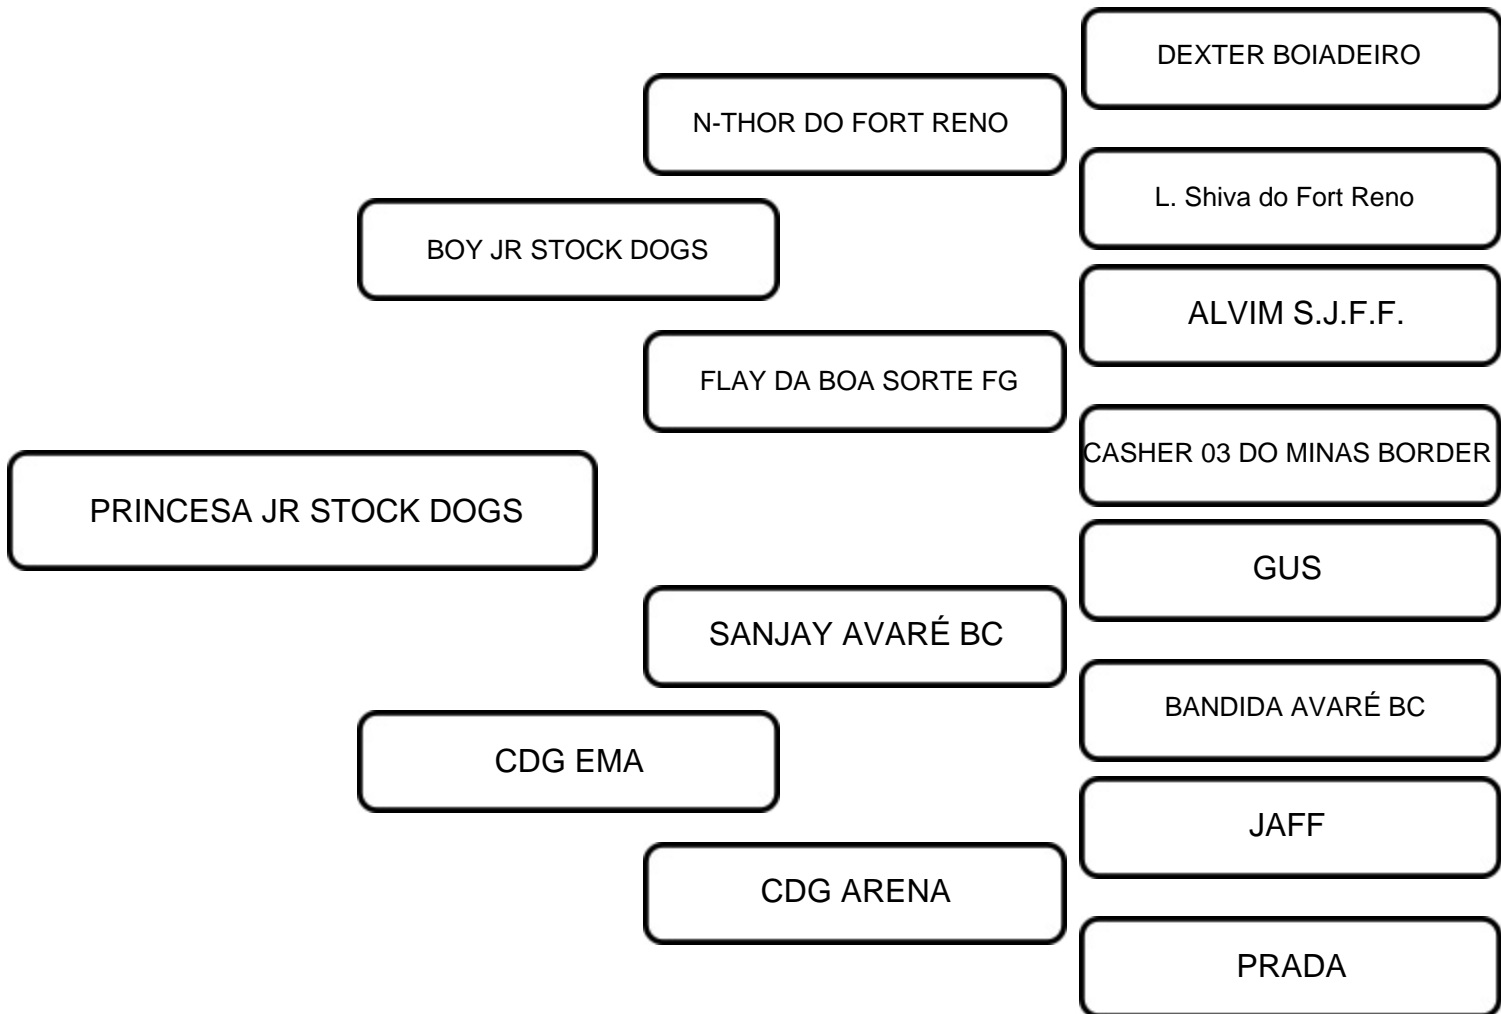 DEXTER BOIADEIRO
N-THOR DO FORT RENO
L. Shiva do Fort Reno
BOY JR STOCK DOGS
ALVIM S.J.F.F.
FLAY DA BOA SORTE FG
CASHER 03 DO MINAS BORDER
PRINCESA JR STOCK DOGS
GUS
SANJAY AVARÉ BC
BANDIDA AVARÉ BC
CDG EMA
JAFF
CDG ARENA
PRADA